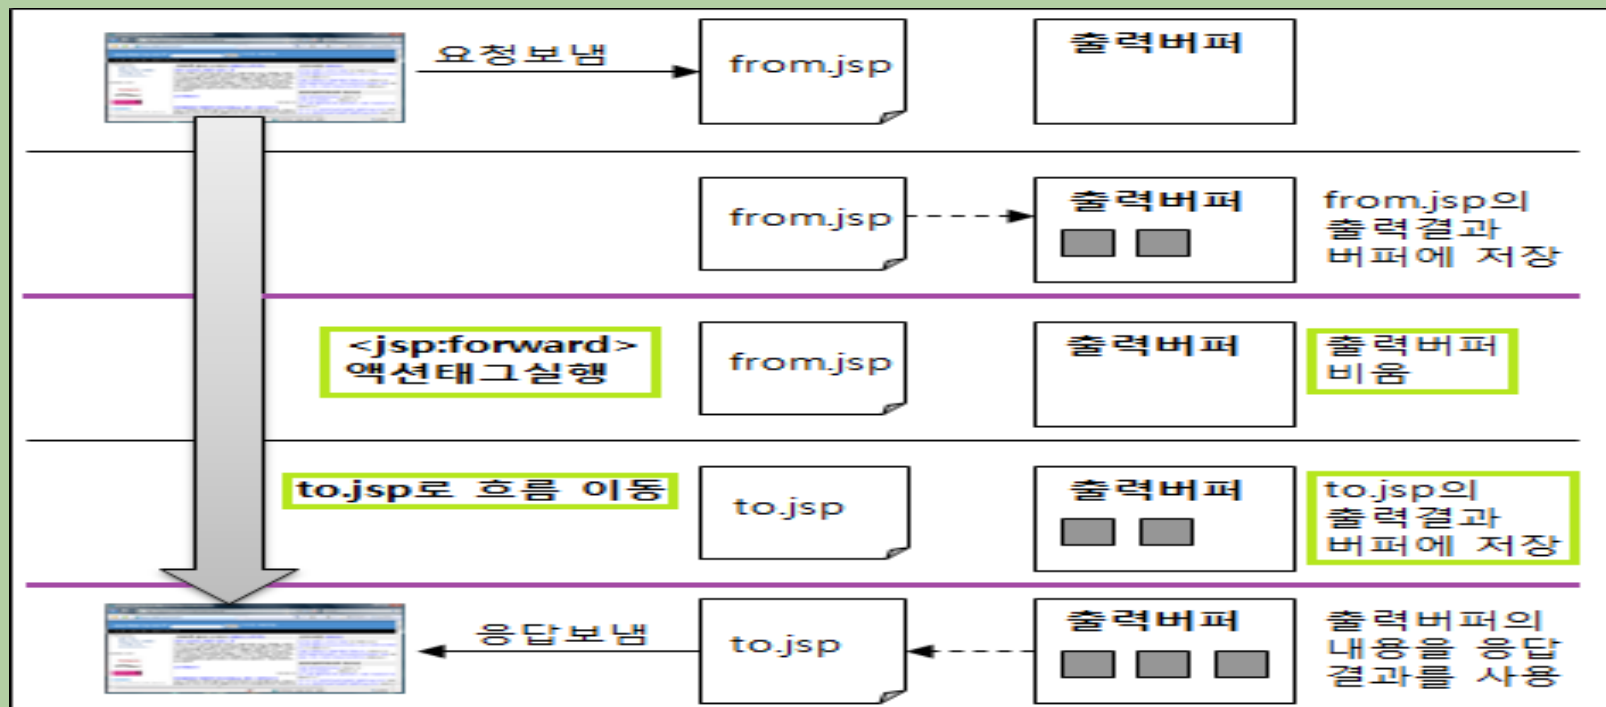 요청보냄
from.jsp
출력버퍼
from.jsp
출력버퍼
from.jsp의
출력결과
버퍼에 저장
<jsp:forward>
액션태그실행
from.jsp
출력버퍼
출력버퍼
비움
to.jsp로 흐름 이동
to.jsp
출력버퍼
to.jsp의
출력결과
버퍼에 저장
응답보냄
to.jsp
출력버퍼
출력버퍼의
내용을 응답
결과를 사용